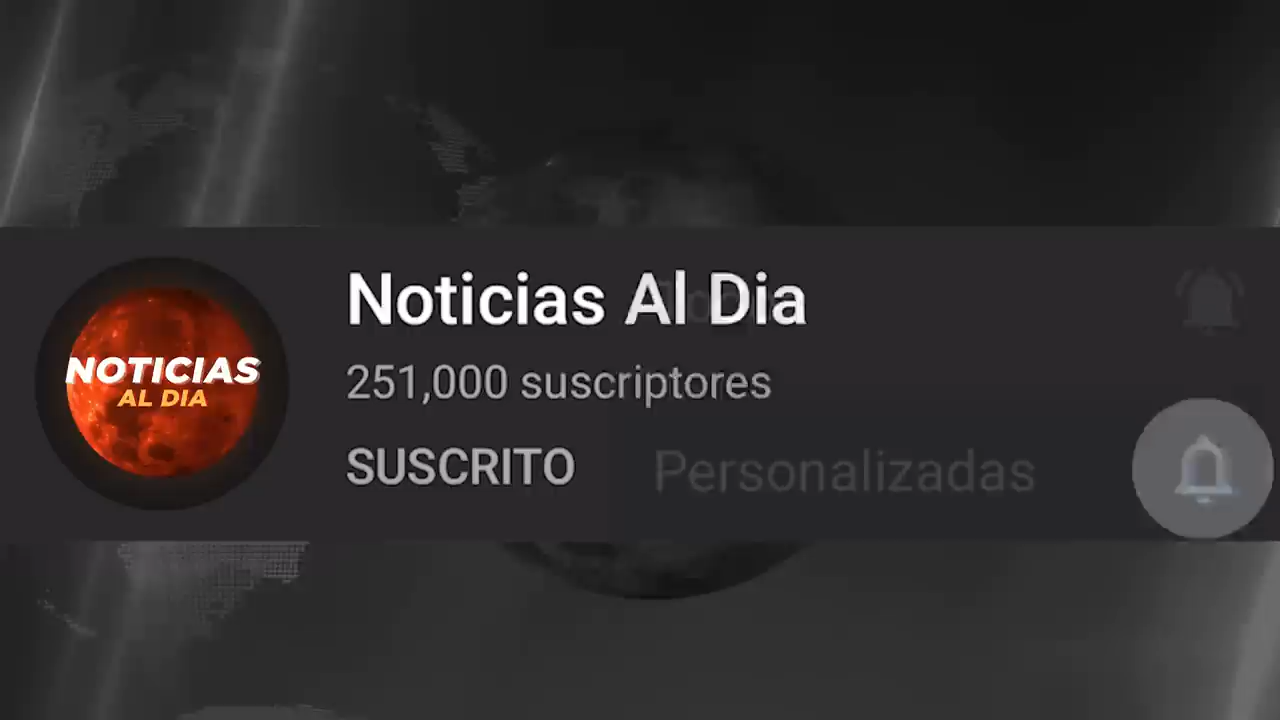 Noticias Al Dia
251,000 suscriptores
NOTICIAS
AL DIA
SUSCRITO
Personalizadas